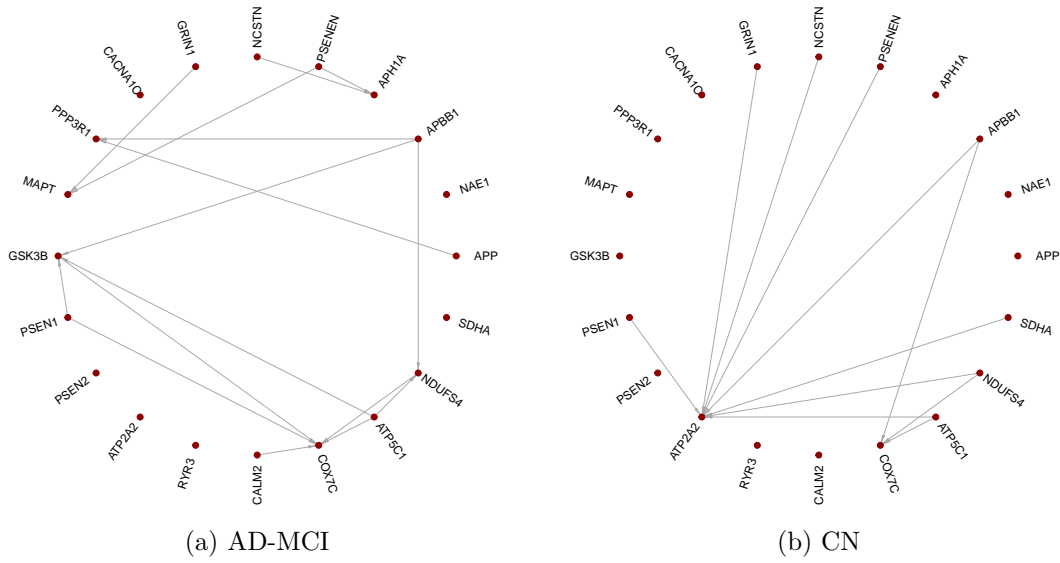 NCSTN
GRIN1
PSENEN
CACNA1C
APH1A
PPP3R1
APBB1
MAPT
NAE1
GSK3B
APP
PSEN1
SDHA
PSEN2
NDUFS4
ATP2A2
ATP5C1
RYR3
CALM2
COX7C
(a) AD-MCI
NCSTN
GRIN1
PSENEN
CACNA1C
APH1A
PPP3R1
APBB1
MAPT
NAE1
GSK3B
APP
PSEN1
SDHA
PSEN2
NDUFS4
ATP2A2
ATP5C1
RYR3
CALM2
COX7C
(b) CN